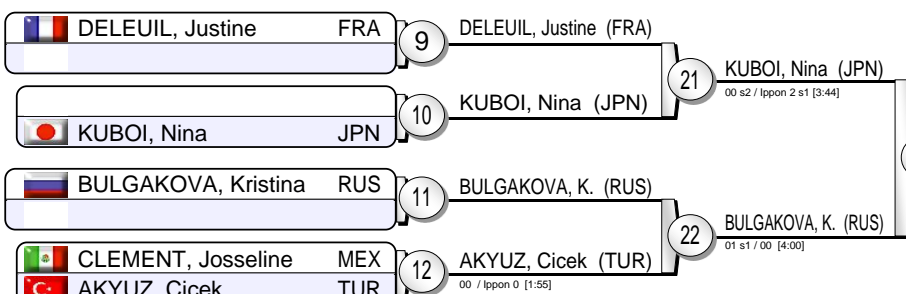 DELEUIL, Justine FRA
9
DELEUIL, Justine (FRA)
21
KUBOI, Nina (JPN)
00 s2 / Ippon 2 s1 [3:44]
10
KUBOI, Nina (JPN)
KUBOI, Nina JPN
BULGAKOVA, Kristina RUS
11
BULGAKOVA, K. (RUS)
22
BULGAKOVA, K. (RUS)
01 s1 / 00 [4:00]
CLEMENT, Josseline MEX
12
AKYUZ, Cicek (TUR)
00 / Ippon 0 [1:55]
AKYUZ, Cicek TUR